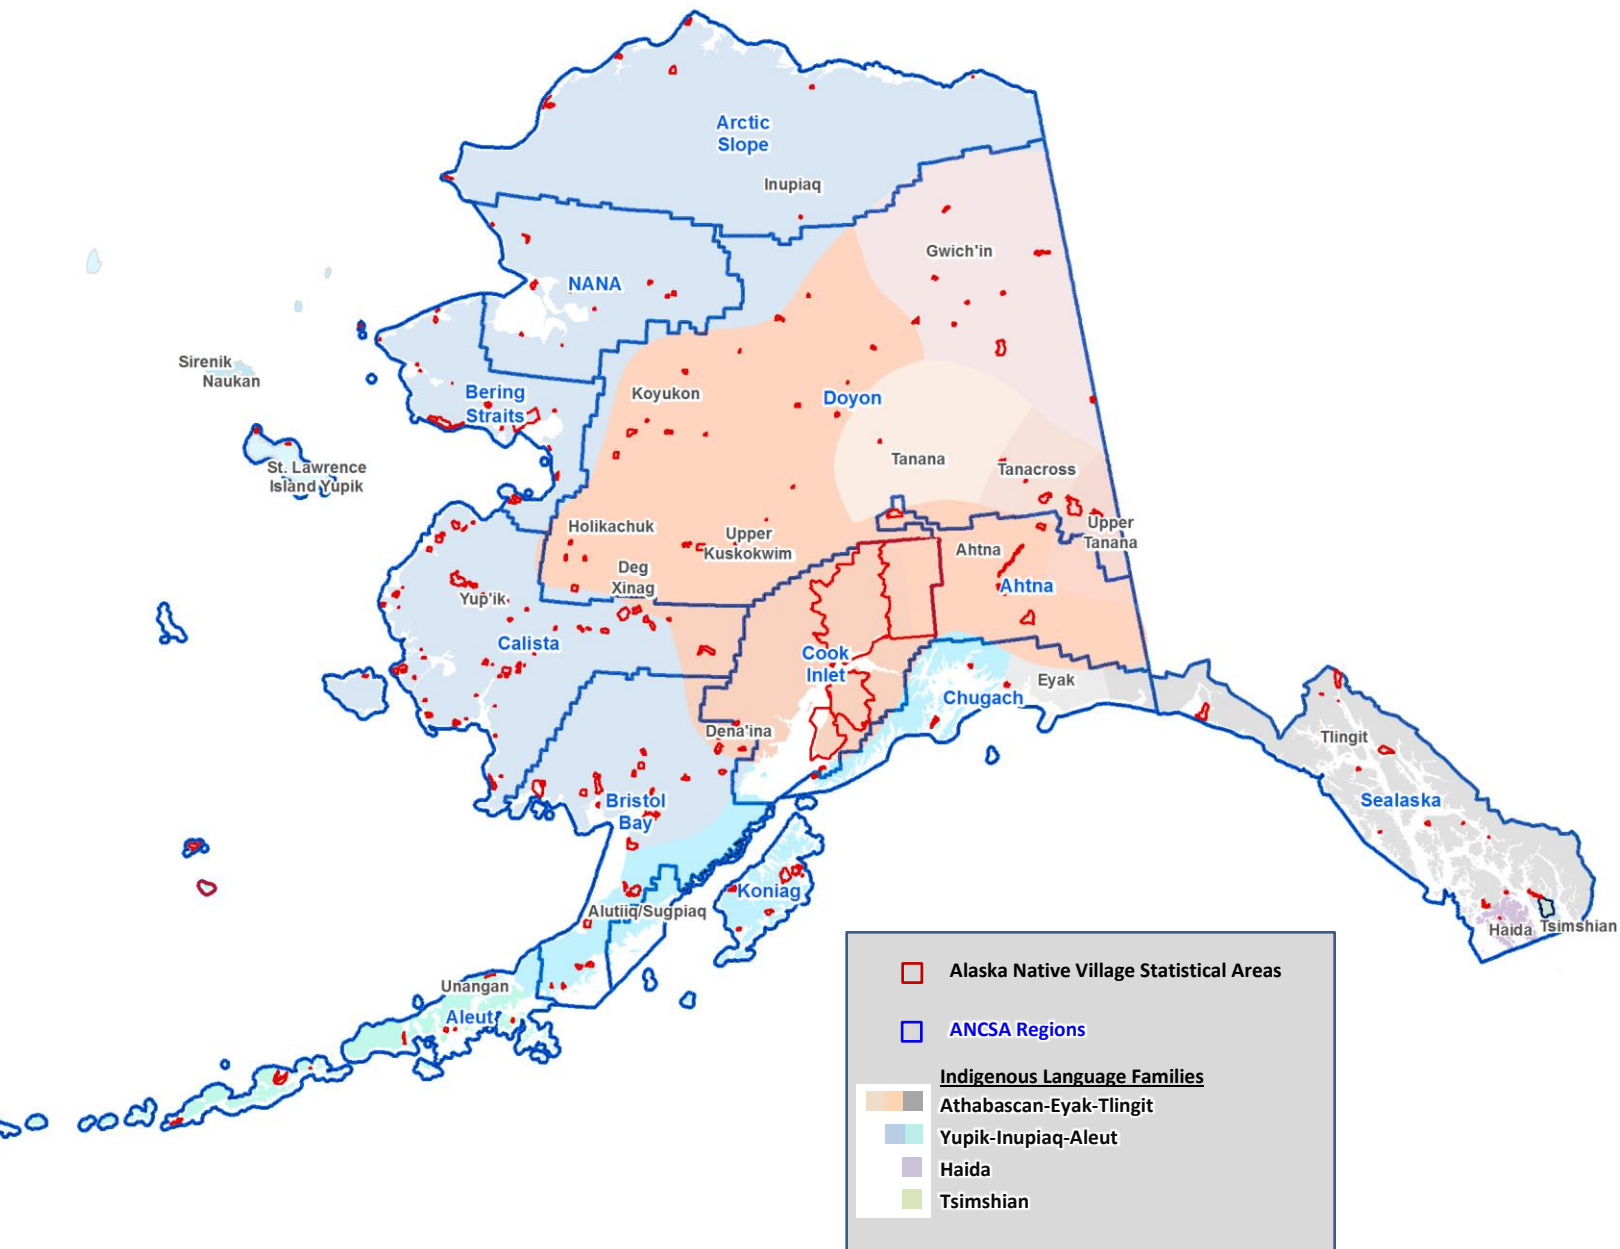 Arctic
Slope
Inupiaq
Gwich'in
NANA
Sirenik
Naukan
Bering
Straits
Koyukon
Doyon
St. Lawrence
Island Yupik
Tanana
Tanacross
Holikachuk
Upper
Kuskokwim
Upper
Tanana
Ahtna
Deg
Xinag
Ahtna
Yup'ik
Calista
Cook
Inlet
Eyak
Chugach
Dena'ina
Tlingit
Bristol
Bay
Sealaska
Koniag
Alutiiq/Sugpiaq
Haida
Tsimshian
Unangan
Aleut
Alaska Native Village Statistical Areas
ANCSA Regions
Indigenous Language Families
Athabascan-Eyak-Tlingit
Yupik-Inupiaq-Aleut
Haida
Tsimshian